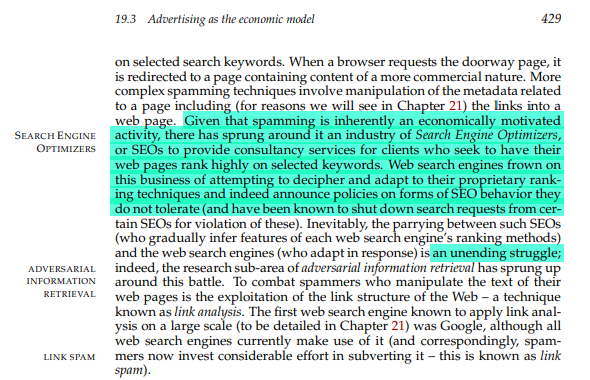 19.3 Advertising as the economic model 429
on selected search keywords. When a browser requests the doorway page, it
is redirected to a page containing content of a more commercial nature. More
complex spamming techniques involve manipulation of the metadata related
to a page including (for reasons we will see in Chapter 21) the links into a
web page. Given that spamming is inherently an economically motivated
SEARCH ENGINE activity, there has sprung around it an industry of Search Engine Optimizers,
OPTIMIZERS or SEOs to provide consultancy services for clients who seek to have their
web pages rank highly on selected keywords. Web search engines frown on
this business of attempting to decipher and adapt to their proprietary rank-
ing techniques and indeed announce policies on forms of SEO behavior they
do not tolerate (and have been known to shut down search requests from cer-
tain SEOs for violation of these). Inevitably, the parrying between such SEOs
(who gradually infer features of each web search engine's ranking methods)
and the web search engines (who adapt in response) is an unending struggle;
ADVERSARIAL indeed, the research sub-area of adversarial information retrieval has sprung up
INFORMATION around this battle. To combat spammers who manipulate the text of their
RETRIEVAL web pages is the exploitation of the link structure of the Web – a technique
known as link analysis. The first web search engine known to apply link anal-
ysis on a large scale (to be detailed in Chapter 21) was Google, although all
web search engines currently make use of it (and correspondingly, spam-
LINK SPAM mers now invest considerable effort in subverting it – this is known as link
spam).